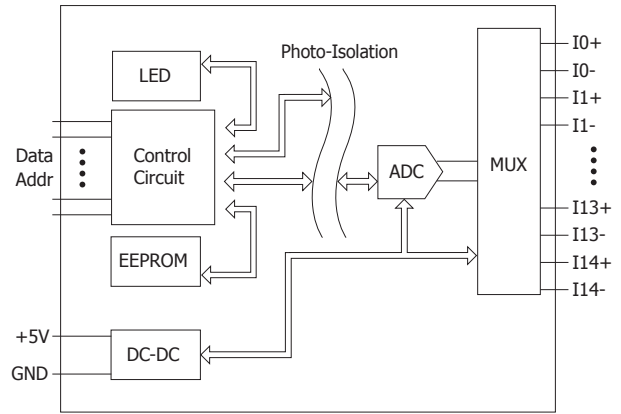 Photo-Isolation
LED
I0+
I0-
I1+
I1-
Data
Addr
Control
Circuit
ADC
MUX
I13+
I13-
I14+
I14-
EEPROM
+5V
GND
DC-DC